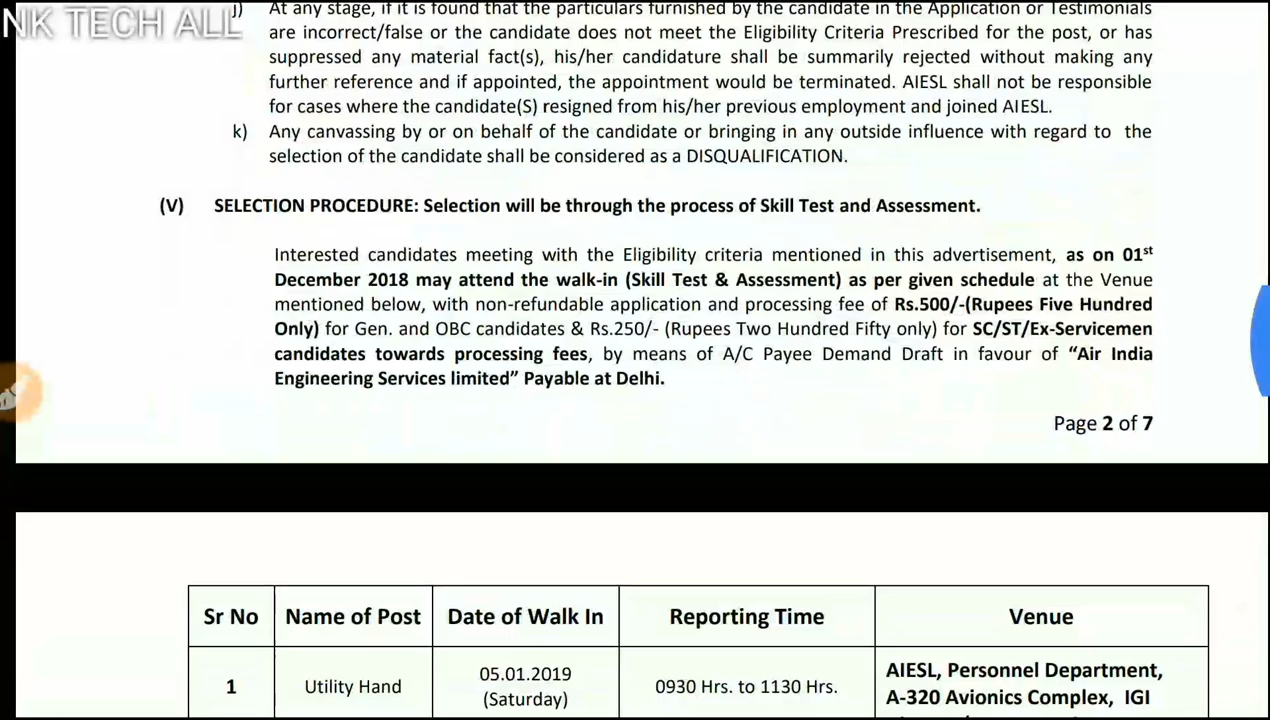 NK TECH ALL
j) At any stage, if it is found that the particulars furnished by the candidate in the Application or Testimonials
are incorrect/false or the candidate does not meet the Eligibility Criteria Prescribed for the post, or has
suppressed any material fact(s), his/her candidature shall be summarily rejected without making any
further reference and if appointed, the appointment would be terminated. AIESL shall not be responsible
for cases where the candidate(S) resigned from his/her previous employment and joined AIESL.
k) Any canvassing by or on behalf of the candidate or bringing in any outside influence with regard to the
selection of the candidate shall be considered as a DISQUALIFICATION.
(V) SELECTION PROCEDURE: Selection will be through the process of Skill Test and Assessment.
Interested candidates meeting with the Eligibility criteria mentioned in this advertisement, as on 01st
December 2018 may attend the walk-in (Skill Test & Assessment) as per given schedule at the Venue
mentioned below, with non-refundable application and processing fee of Rs.500/-(Rupees Five Hundred
Only) for Gen. and OBC candidates & Rs.250/- (Rupees Two Hundred Fifty only) for SC/ST/Ex-Servicemen
candidates towards processing fees, by means of A/C Payee Demand Draft in favour of “Air India
Engineering Services limited” Payable at Delhi.
Page 2 of 7
Sr No Name of Post Date of Walk In Reporting Time Venue
1 Utility Hand 05.01.2019 (Saturday) 0930 Hrs. to 1130 Hrs. AIESL, Personnel Department,
A-320 Avionics Complex, IGI